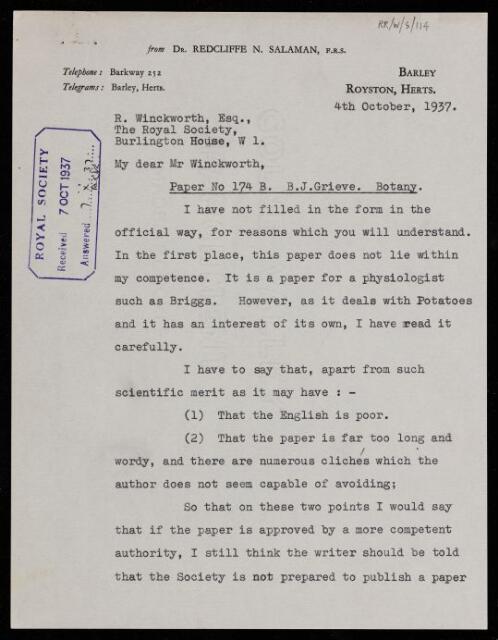 RR/W/S/114
from DR. REDCLIFFE N. SALAMAN, F.R.S.
Telephone: Barkway 252
Telegrams: Barley, Herts.
BARLEY
ROYSTON, HERTS.
4th October, 1937.
R. Winckworth, Esq.,
The Royal Society,
Burlington House, W 1.
ROYAL SOCIETY
Received 7 OCT 1937
Answered 7.X.37
My dear Mr Winckworth,
Paper No 174 B. B.J.Grieve. Botany.
I have not filled in the form in the
official way, for reasons which you will understand.
In the first place, this paper does not lie within
my competence. It is a paper for a physiologist
such as Briggs. However, as it deals with Potatoes
and it has an interest of its own, I have read it
carefully.
I have to say that, apart from such
scientific merit as it may have : -
(1) That the English is poor.
(2) That the paper is far too long and
wordy, and there are numerous clichés which the
author does not seem capable of avoiding;
So that on these two points I would say
that if the paper is approved by a more competent
authority, I still think the writer should be told
that the Society is not prepared to publish a paper